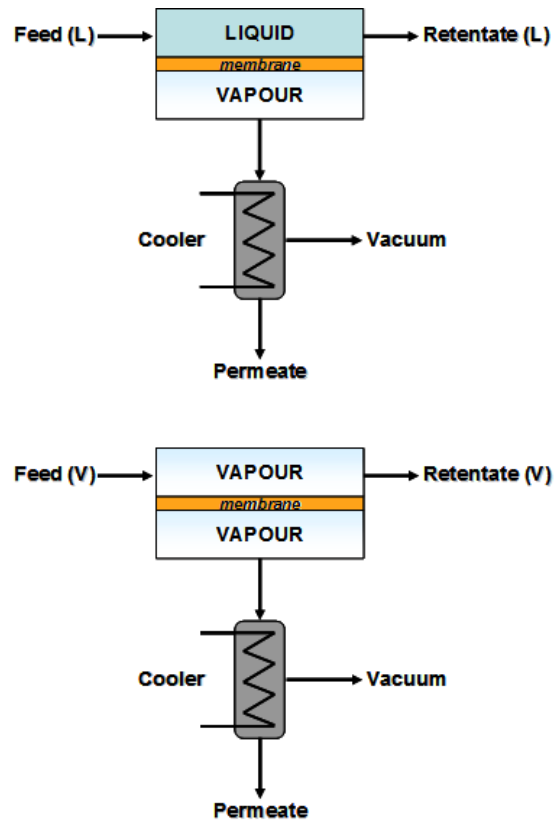 Feed (L)
LIQUID
Retentate (L)
membrane
VAPOUR
Cooler
Vacuum
Permeate
Feed (V)
VAPOUR
Retentate (V)
membrane
VAPOUR
Cooler
Vacuum
Permeate